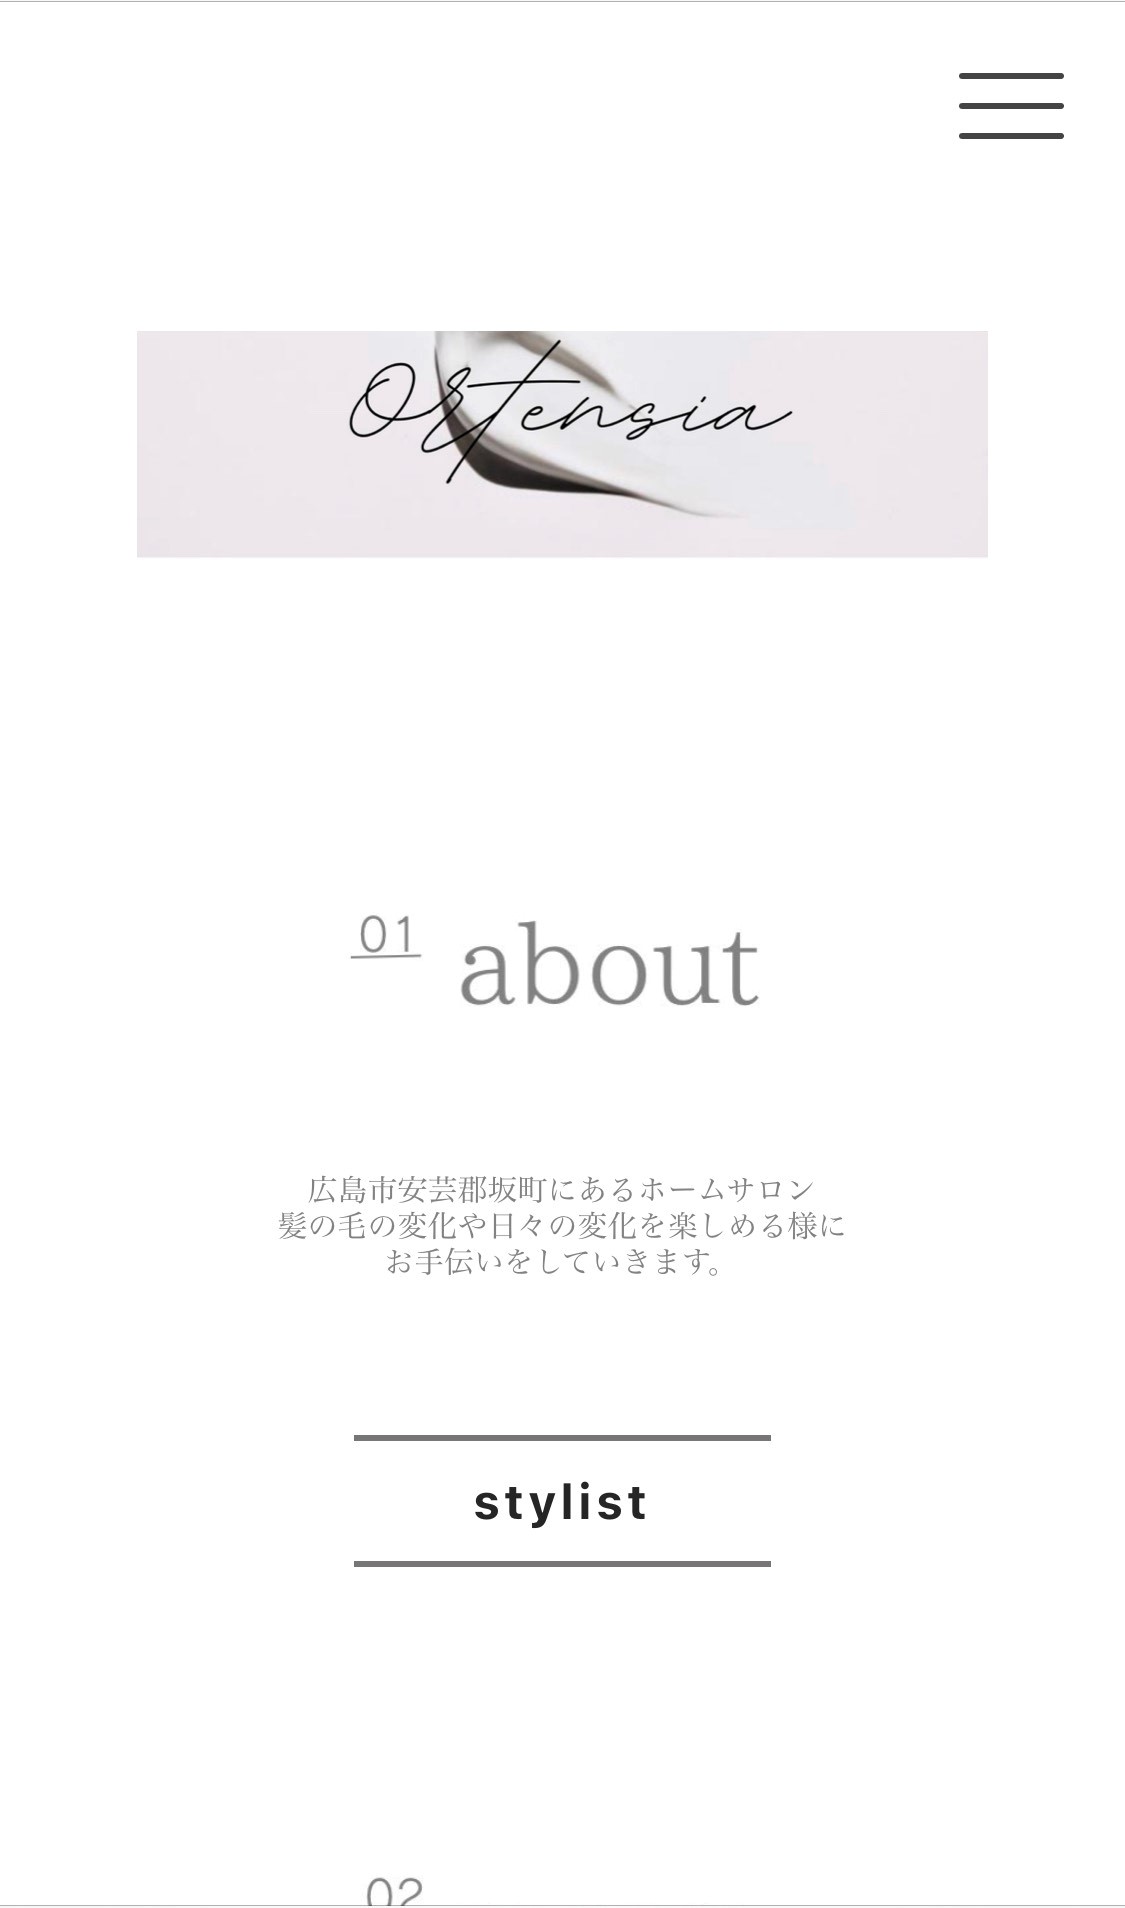 Ortensia
01 about
広島市安芸郡坂町にあるホームサロン
髪の毛の変化や日々の変化を楽しめる様に
お手伝いをしていきます。
stylist
02